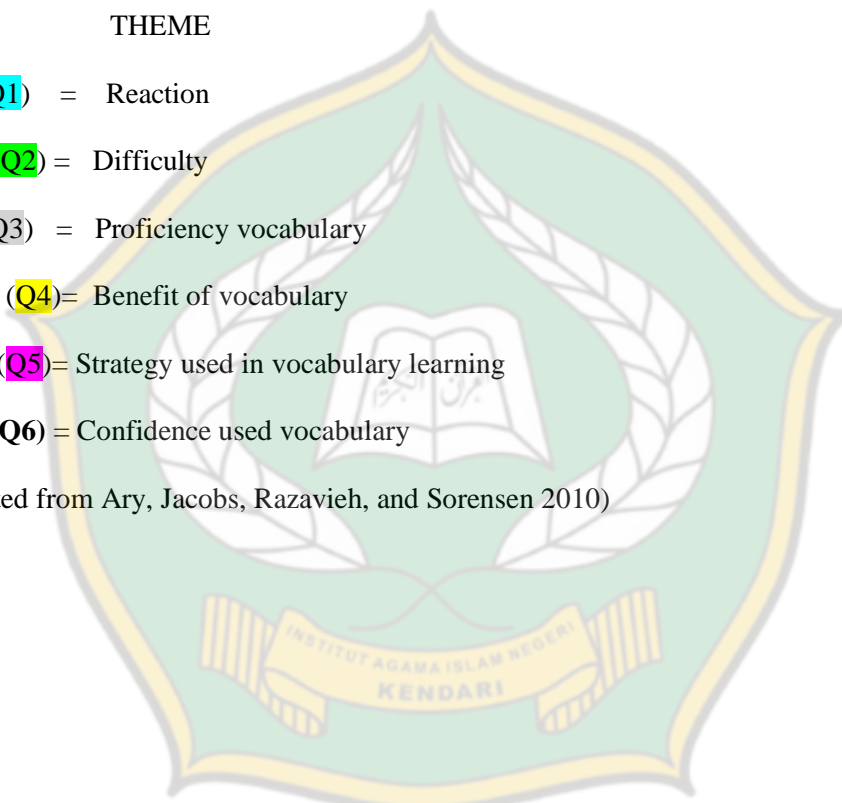 THEME
Q1) = Reaction
Q2) = Difficulty
Q3) = Proficiency vocabulary
(Q4)= Benefit of vocabulary
(Q5)= Strategy used in vocabulary learning
Q6) = Confidence used vocabulary
from Ary, Jacobs, Razavieh, and Sorensen 2010)
INSTITUT AGAMA ISLAM NEGERI
KENDARI